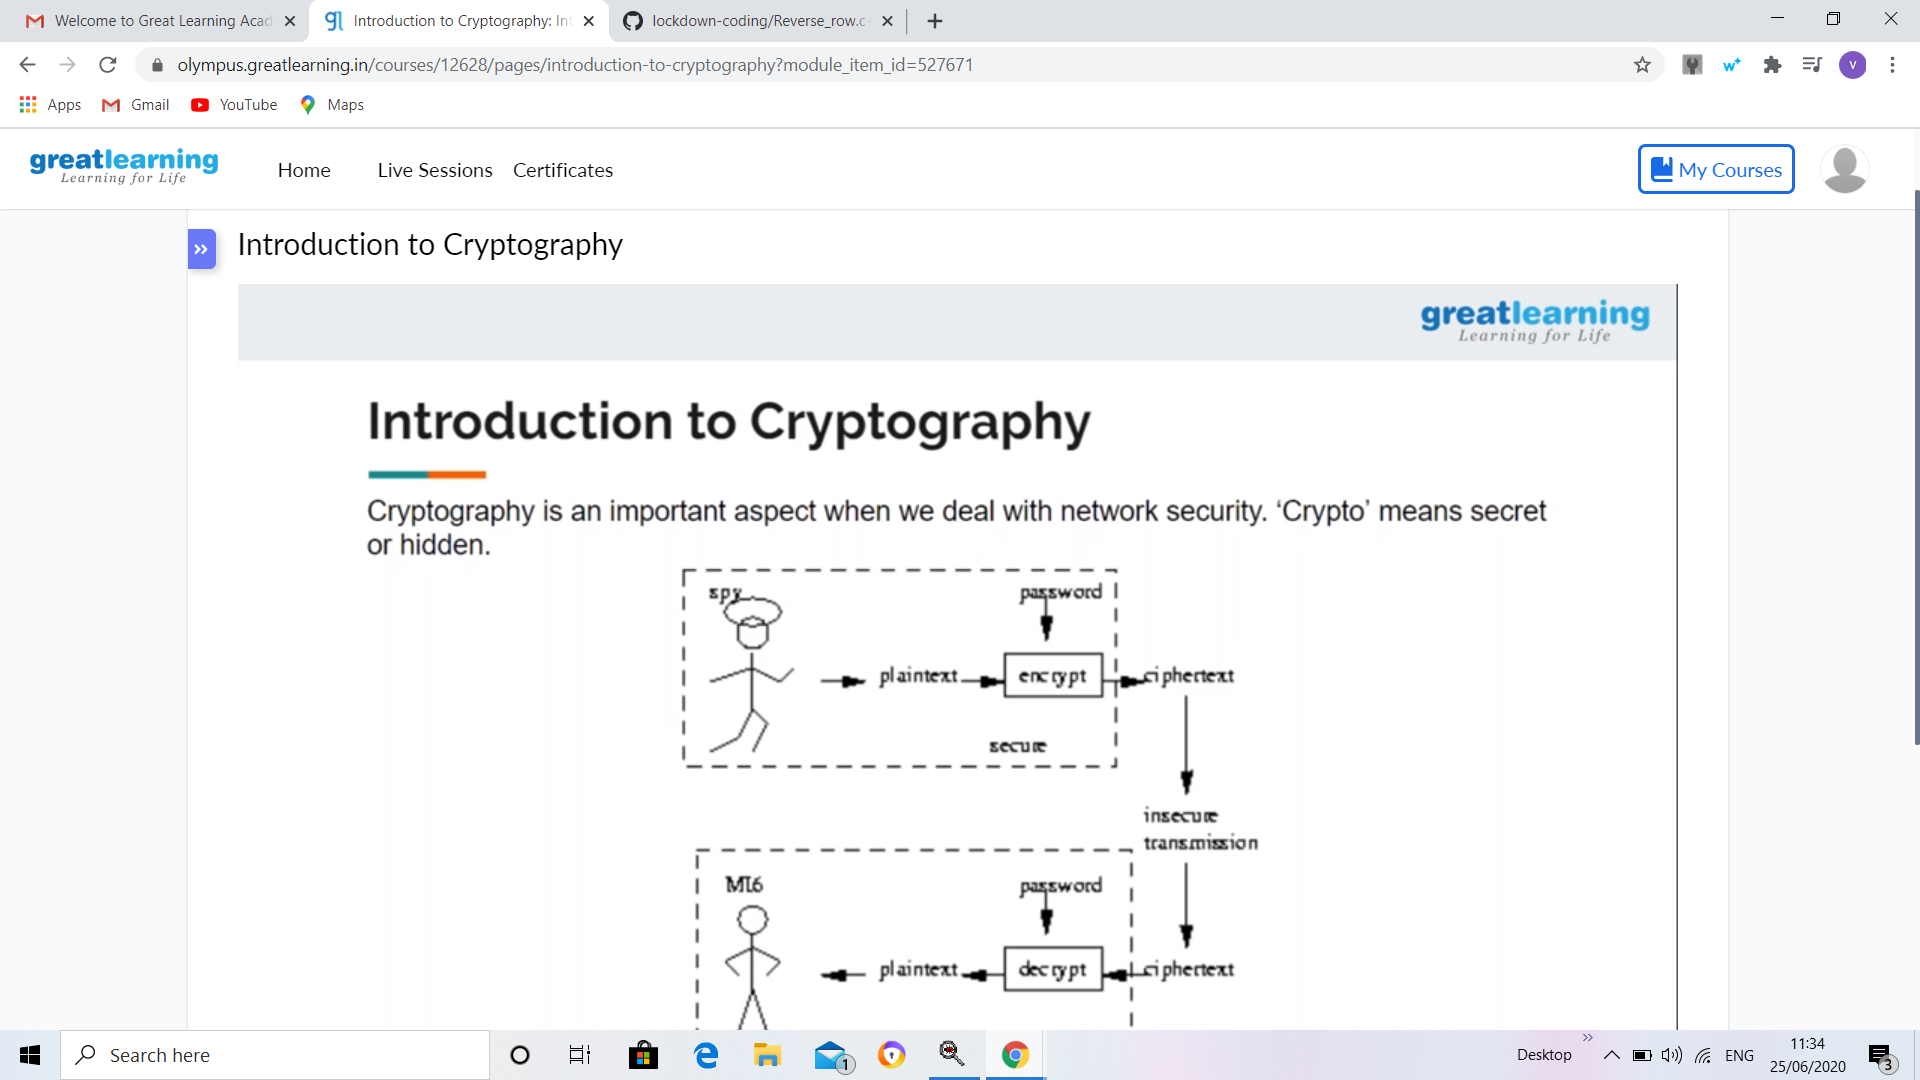 Welcome to Great Learning Acad
Introduction to Cryptography: Int
lockdown-coding/Reverse_row.c
olympus.greatlearning.in/courses/12628/pages/introduction-to-cryptography?module_item_id=527671
Apps
Gmail
YouTube
Maps
greatlearning
Learning for Life
Home
Live Sessions
Certificates
My Courses
Introduction to Cryptography
greatlearning
Learning for Life
Introduction to Cryptography
Cryptography is an important aspect when we deal with network security. ‘Crypto’ means secret
or hidden.
spy
password
plaintext
encrypt
ciphertext
secure
insecure
transmission
MI6
password
plaintext
decrypt
ciphertext
Search here
1
Desktop
ENG
11:34
25/06/2020
3